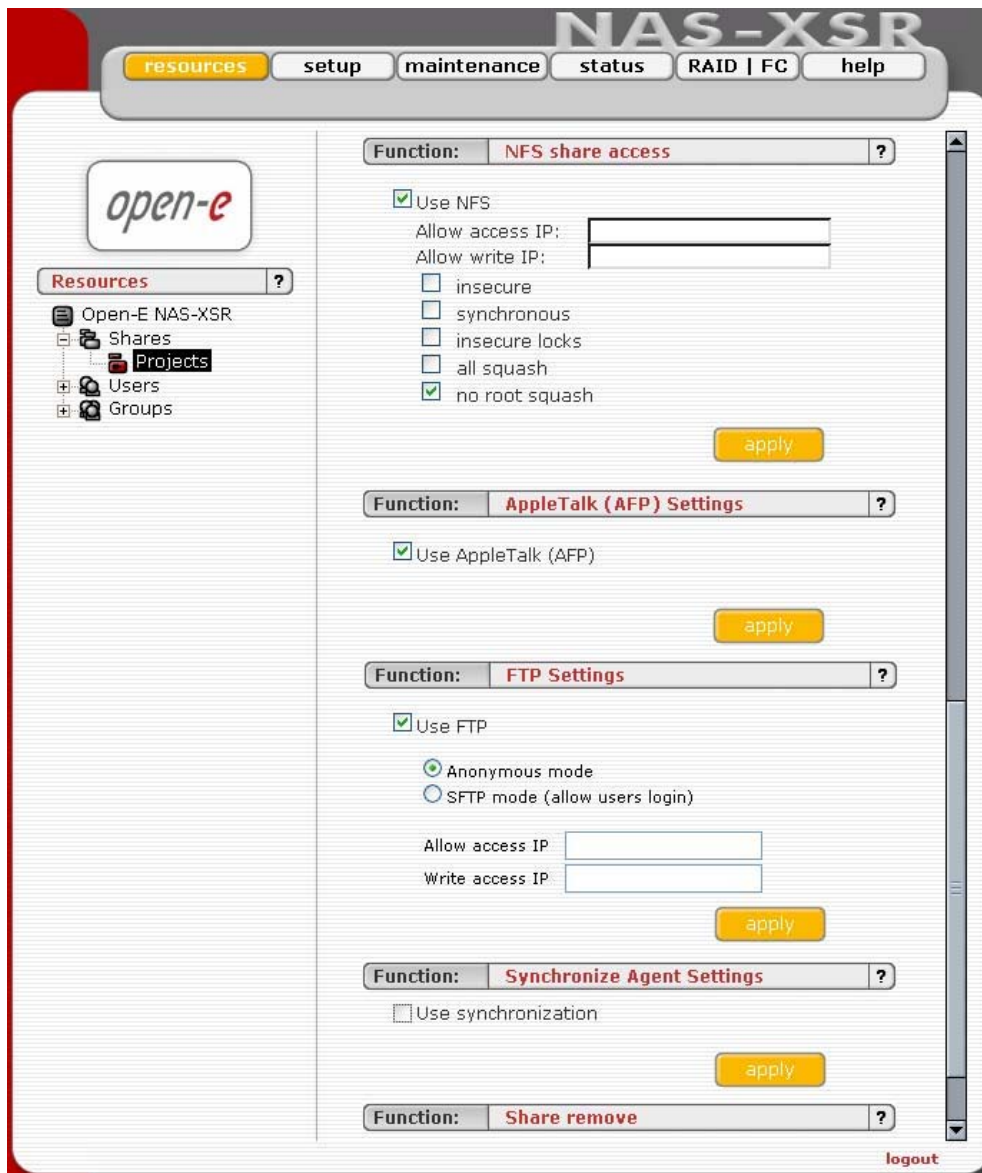 NAS-XSR
resources setup maintenance status RAID | FC help
open-e
Resources ?
Open-E NAS-XSR
Shares
Projects
Users
Groups
Function: NFS share access ?
Use NFS
Allow access IP:
Allow write IP:
insecure
synchronous
insecure locks
all squash
no root squash
apply
Function: AppleTalk (AFP) Settings ?
Use AppleTalk (AFP)
apply
Function: FTP Settings ?
Use FTP
Anonymous mode
SFTP mode (allow users login)
Allow access IP
Write access IP
apply
Function: Synchronize Agent Settings ?
Use synchronization
apply
Function: Share remove ?
logout